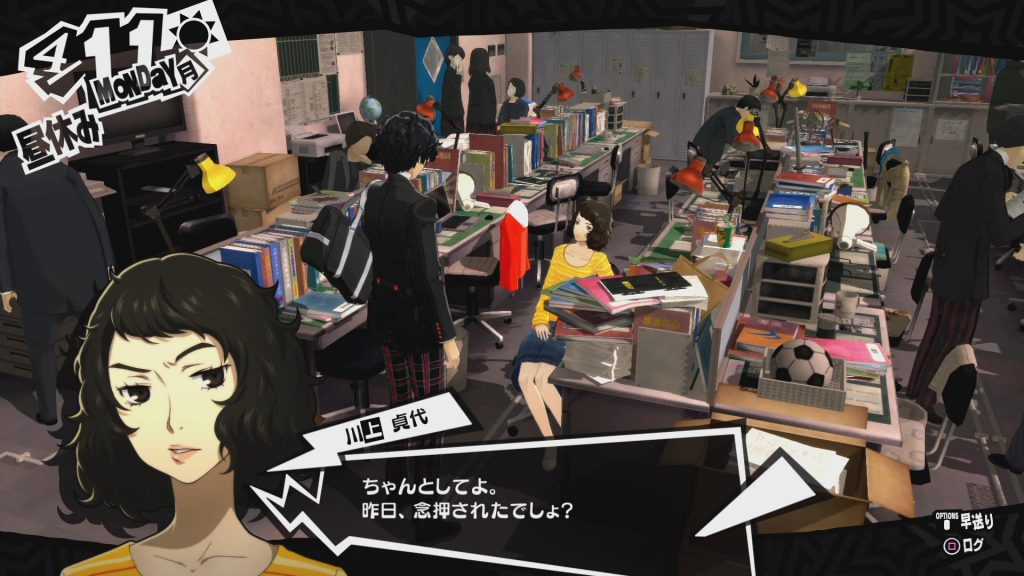 4 11
MONDAY 月
昼休み
川上 貞代
ちゃんとしてよ。
昨日、念押されたでしょ?
OPTIONS 早送り
ログ